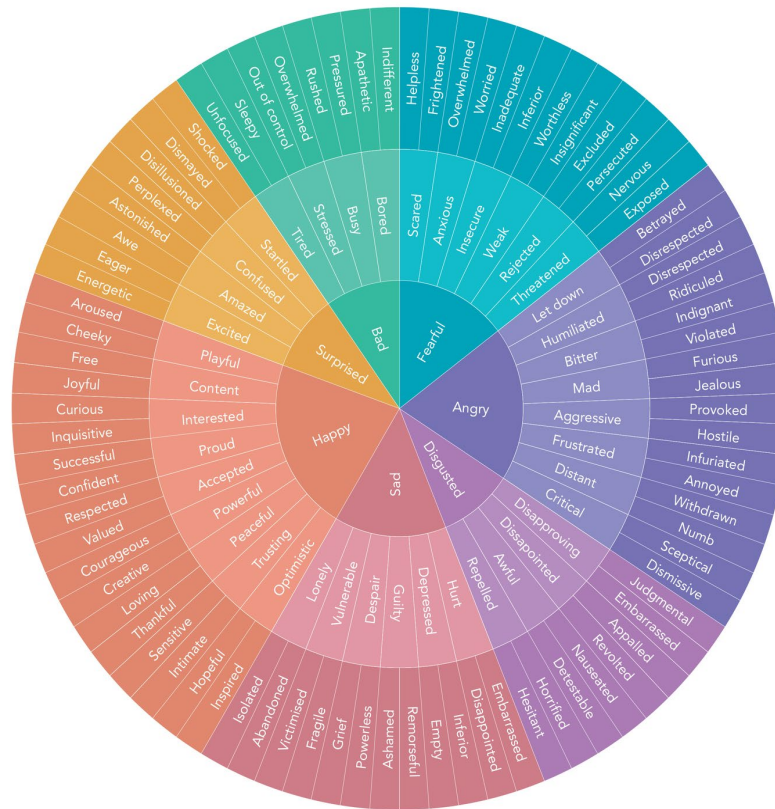 Fearful
Angry
Disgusted
Sad
Happy
Surprised
Bad
Scared
Anxious
Insecure
Weak
Rejected
Threatened
Let down
Humiliated
Bitter
Mad
Aggressive
Frustrated
Distant
Critical
Disapproving
Dissapointed
Awful
Repelled
Hurt
Depressed
Guilty
Despair
Vulnerable
Lonely
Optimistic
Trusting
Peaceful
Powerful
Accepted
Proud
Interested
Content
Playful
Excited
Amazed
Confused
Startled
Tired
Stressed
Busy
Bored
Helpless
Frightened
Overwhelmed
Worried
Inadequate
Inferior
Worthless
Insignificant
Excluded
Persecuted
Nervous
Exposed
Betrayed
Disrespected
Disrespected
Ridiculed
Indignant
Violated
Furious
Jealous
Provoked
Hostile
Infuriated
Annoyed
Withdrawn
Numb
Sceptical
Dismissive
Judgmental
Embarrassed
Appalled
Revolted
Nauseated
Detestable
Horrified
Hesitant
Embarrassed
Disappointed
Inferior
Empty
Remorseful
Ashamed
Powerless
Grief
Fragile
Victimised
Abandoned
Isolated
Inspired
Hopeful
Intimate
Sensitive
Thankful
Loving
Creative
Courageous
Valued
Respected
Confident
Successful
Inquisitive
Curious
Joyful
Free
Cheeky
Aroused
Energetic
Eager
Awe
Astonished
Perplexed
Disillusioned
Dismayed
Shocked
Unfocused
Sleepy
Out of control
Overwhelmed
Rushed
Pressured
Apathetic
Indifferent